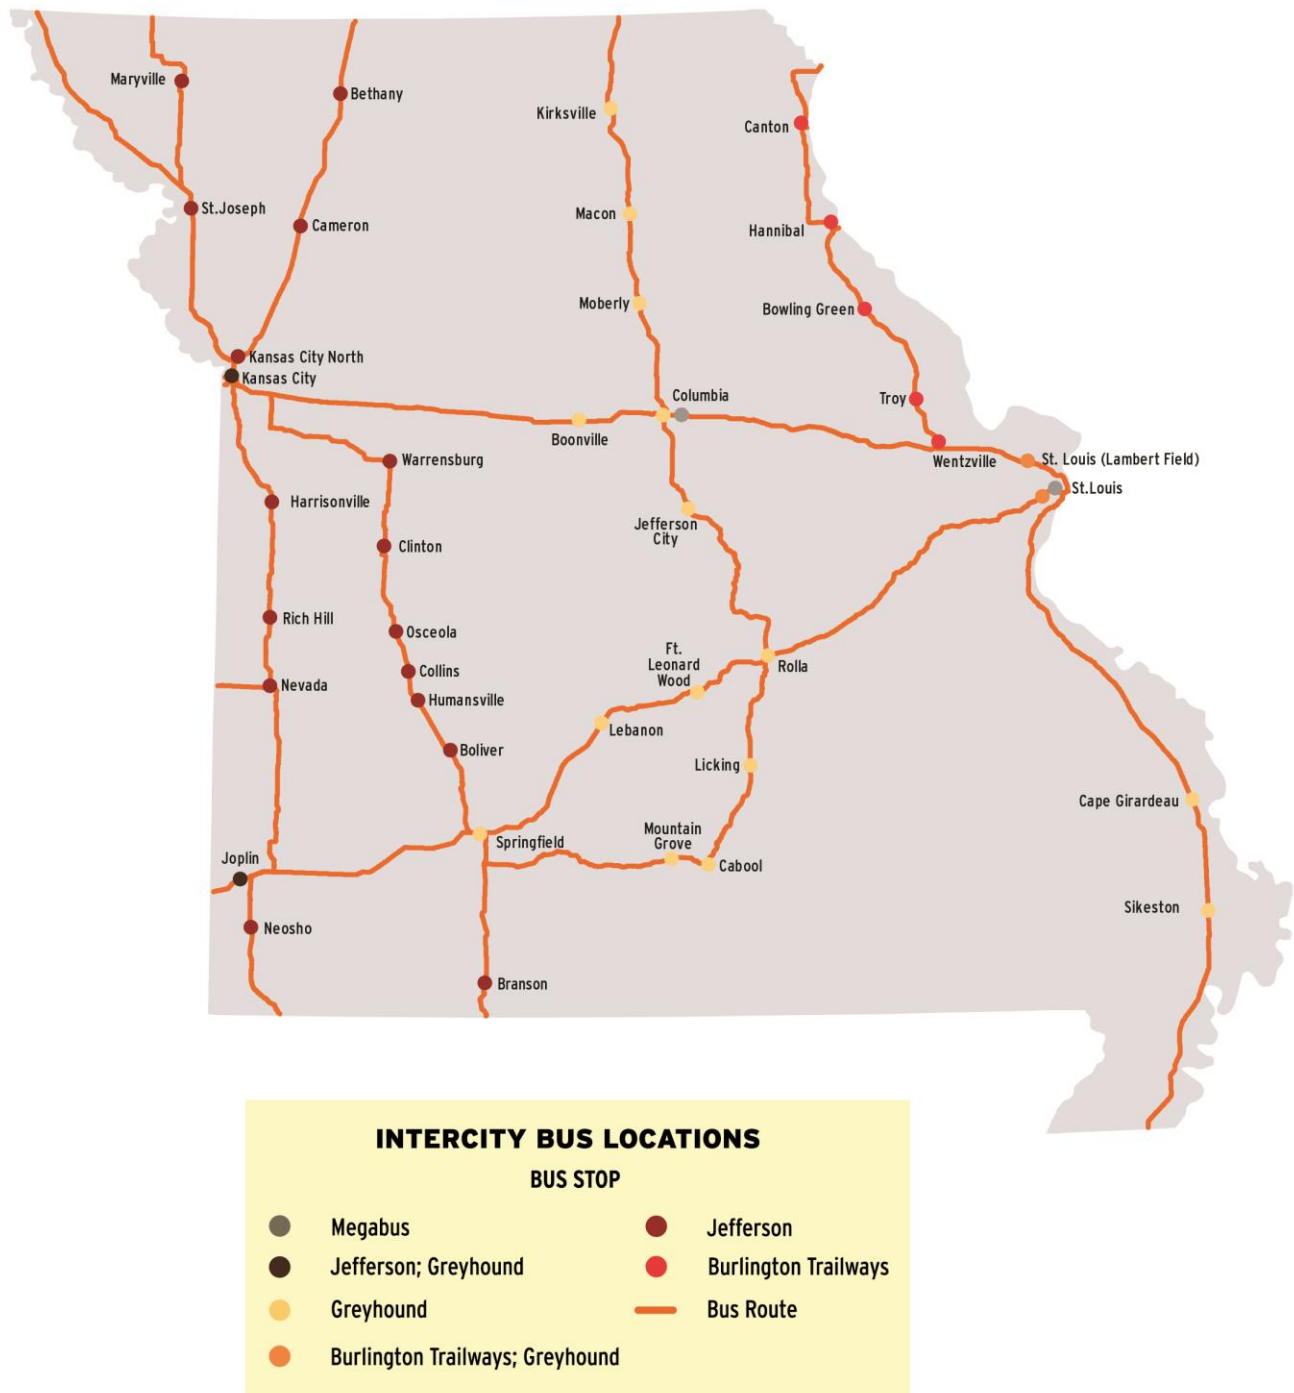 Maryville
Bethany
Kirksville
Canton
St.Joseph
Macon
Cameron
Hannibal
Moberly
Bowling Green
Kansas City North
Kansas City
Columbia
Troy
Boonville
Warrensburg
Wentzville
St. Louis (Lambert Field)
St.Louis
Harrisonville
Jefferson
City
Clinton
Rich Hill
Osceola
Ft.
Leonard
Wood
Rolla
Collins
Nevada
Humansville
Lebanon
Boliver
Licking
Cape Girardeau
Mountain
Grove
Springfield
Joplin
Cabool
Sikeston
Neosho
Branson
INTERCITY BUS LOCATIONS
BUS STOP
Megabus
Jefferson
Jefferson; Greyhound
Burlington Trailways
Greyhound
Bus Route
Burlington Trailways; Greyhound